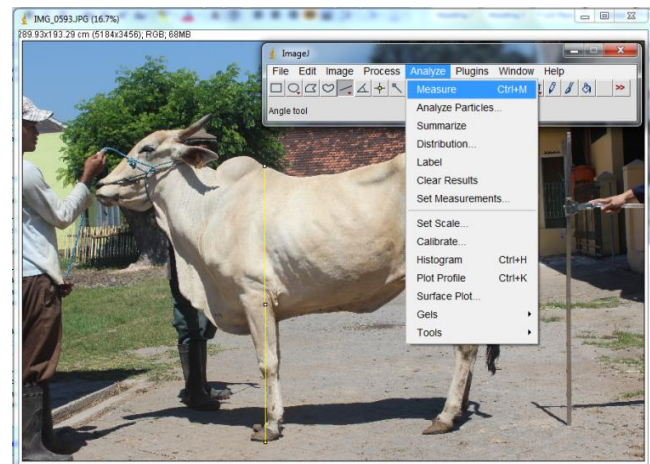 IMG_0593.JPG (16.7%)
289.93x193.29 cm (5184x3456); RGB; 68MB
ImageJ
File Edit Image Process Analyze Plugins Window Help
>>
Angle tool
Measure Ctrl+M
Analyze Particles...
Summarize
Distribution...
Label
Clear Results
Set Measurements...
Set Scale...
Calibrate...
Histogram Ctrl+H
Plot Profile Ctrl+K
Surface Plot...
Gels
Tools